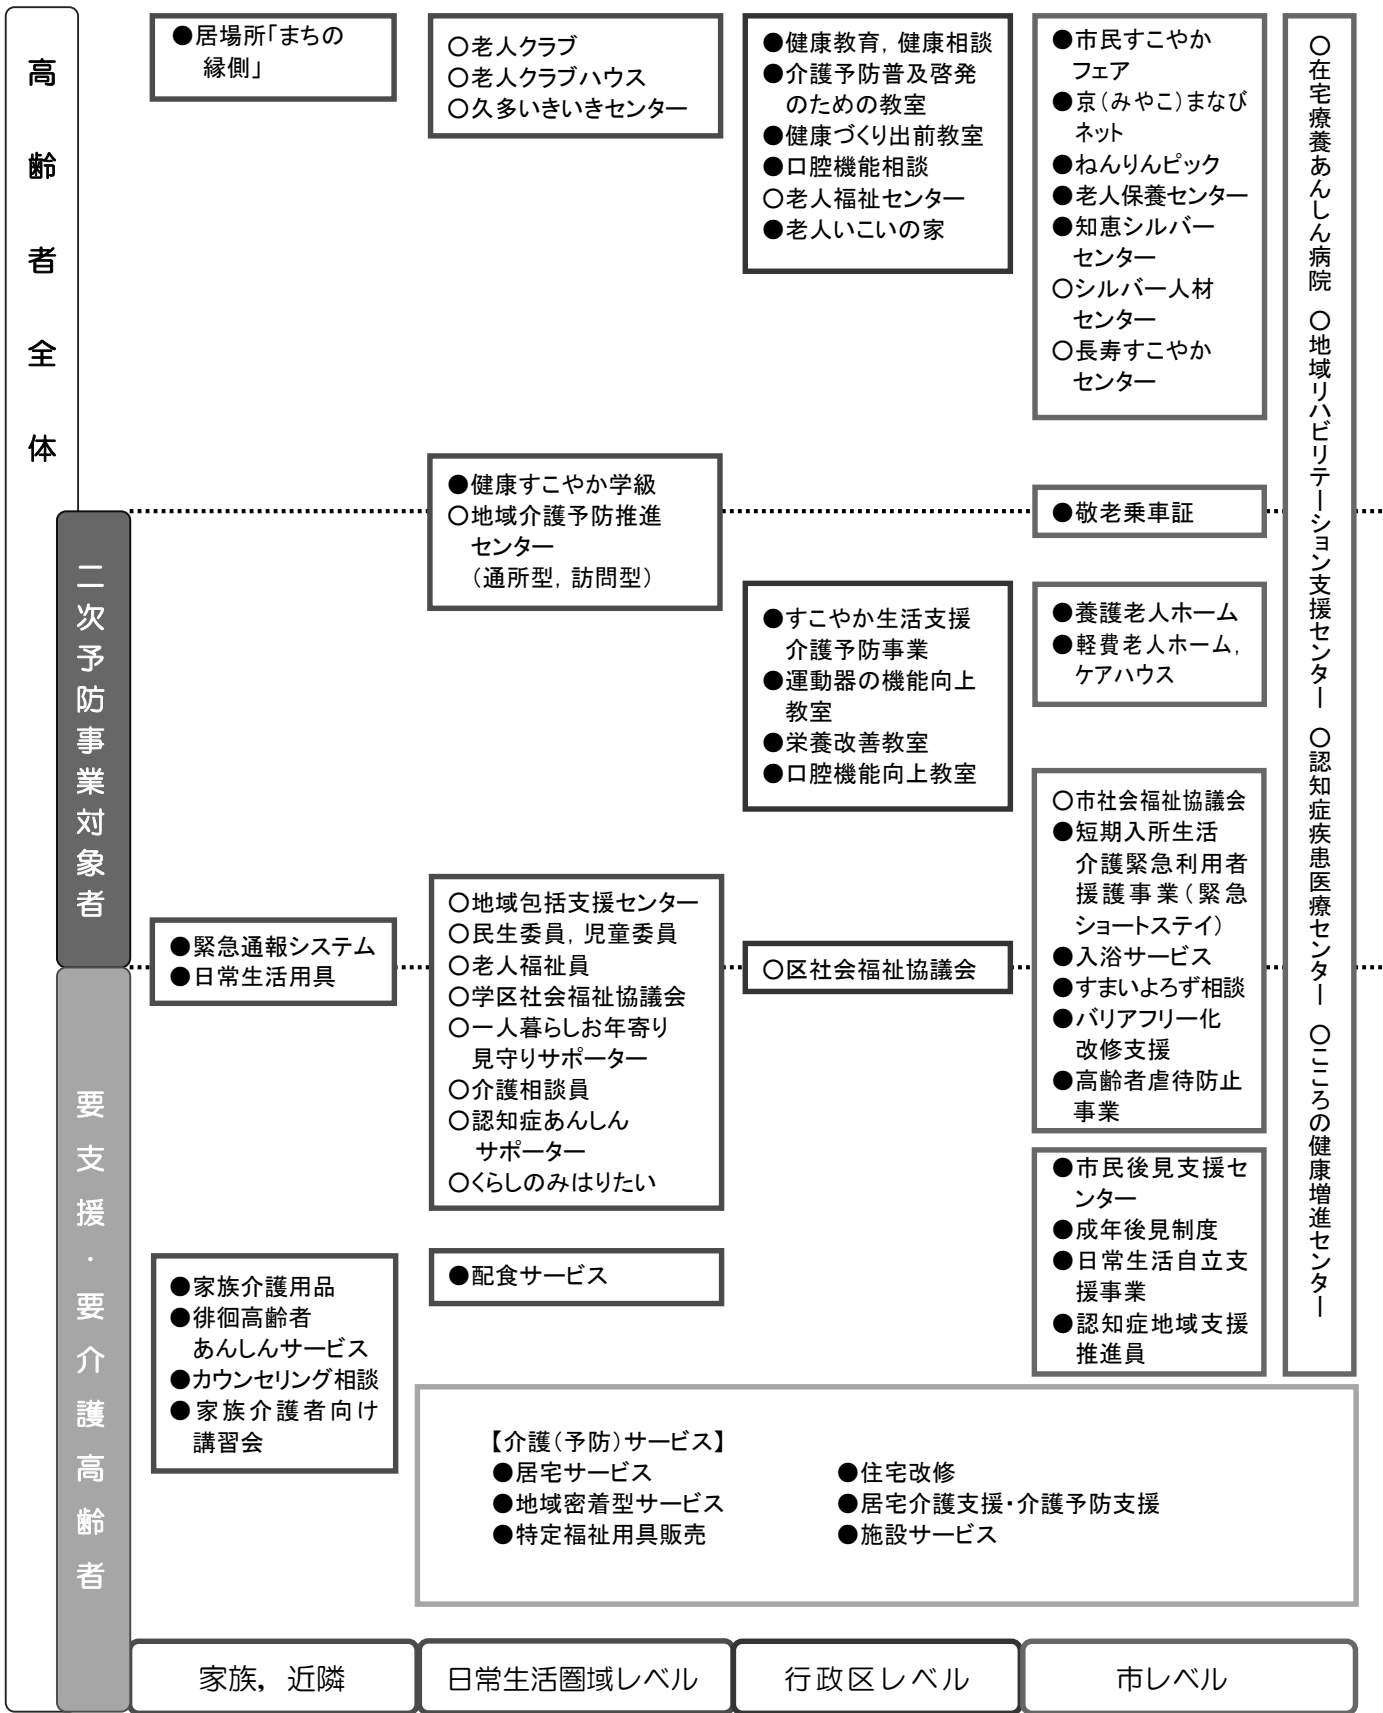 高齢者全体
二次予防事業対象者
要支援・要介護高齢者
●居場所「まちの
縁側」
●緊急通報システム
●日常生活用具
●家族介護用品
●徘徊高齢者
あんしんサービス
●カウンセリング相談
●家族介護者向け
講習会
○老人クラブ
○老人クラブハウス
○久多いきいきセンター
●健康すこやか学級
○地域介護予防推進
センター
（通所型，訪問型）
○地域包括支援センター
○民生委員，児童委員
○老人福祉員
○学区社会福祉協議会
○一人暮らしお年寄り
見守りサポーター
○介護相談員
○認知症あんしん
サポーター
○くらしのみはりたい
●配食サービス
●健康教育，健康相談
●介護予防普及啓発
のための教室
●健康づくり出前教室
●口腔機能相談
○老人福祉センター
●老人いこいの家
●すこやか生活支援
介護予防事業
●運動器の機能向上
教室
●栄養改善教室
●口腔機能向上教室
○区社会福祉協議会
●市民すこやか
フェア
●京（みやこ）まなび
ネット
●ねんりんピック
●老人保養センター
●知恵シルバー
センター
○シルバー人材
センター
○長寿すこやか
センター
●敬老乗車証
●養護老人ホーム
●軽費老人ホーム，
ケアハウス
○市社会福祉協議会
●短期入所生活
介護緊急利用者
援護事業（緊急
ショートステイ）
●入浴サービス
●すまいよろず相談
●バリアフリー化
改修支援
●高齢者虐待防止
事業
●市民後見支援セ
ンター
●成年後見制度
●日常生活自立支
援事業
●認知症地域支援
推進員
○在宅療養あんしん病院 ○地域リハビリテーション支援センター ○認知症疾患医療センター ○こころの健康増進センター
【介護（予防）サービス】
●居宅サービス
●地域密着型サービス
●特定福祉用具販売
●住宅改修
●居宅介護支援・介護予防支援
●施設サービス
家族，近隣
日常生活圏域レベル
行政区レベル
市レベル